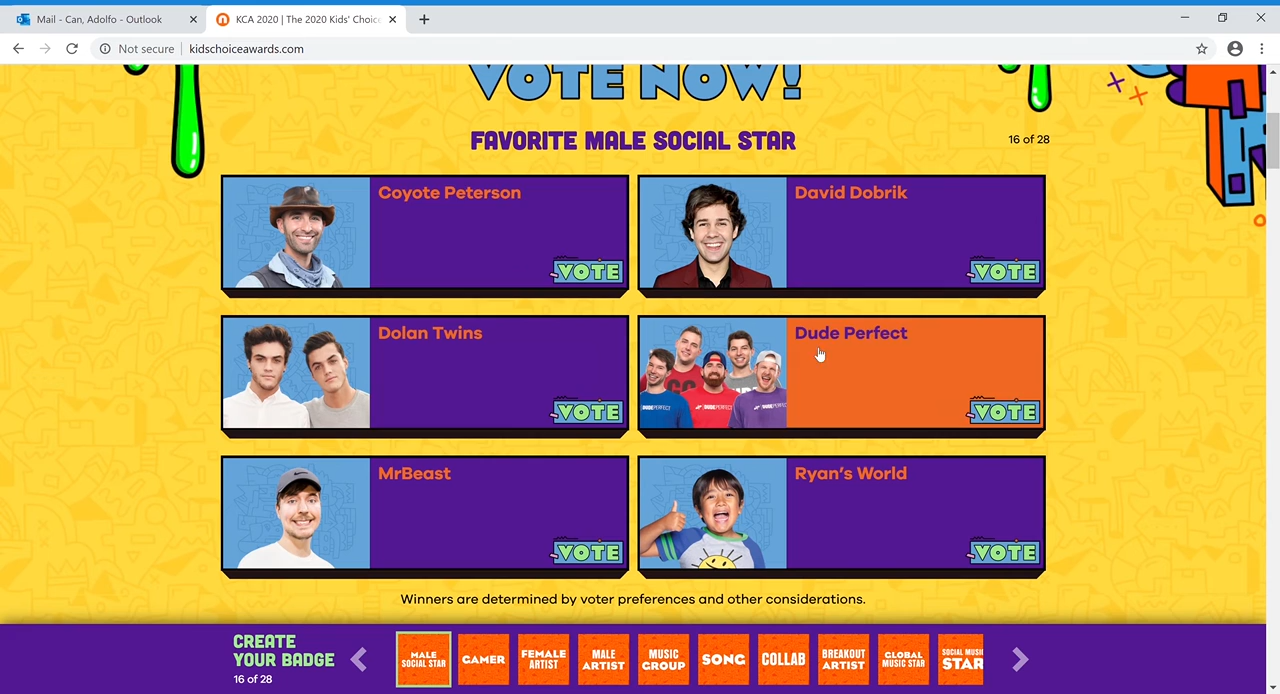 Mail - Can, Adolfo - Outlook
KCA 2020 | The 2020 Kids' Choice
Not secure
kidschoiceawards.com
VOTE NOW!
FAVORITE MALE SOCIAL STAR
16 of 28
Coyote Peterson
VOTE
David Dobrik
VOTE
Dolan Twins
VOTE
Dude Perfect
VOTE
MrBeast
VOTE
Ryan's World
VOTE
Winners are determined by voter preferences and other considerations.
CREATE
YOUR BADGE
16 of 28
MALE
SOCIAL STAR
GAMER
FEMALE
ARTIST
MALE
ARTIST
MUSIC
GROUP
SONG
COLLAB
BREAKOUT
ARTIST
GLOBAL
MUSIC STAR
SOCIAL MUSIC
STAR